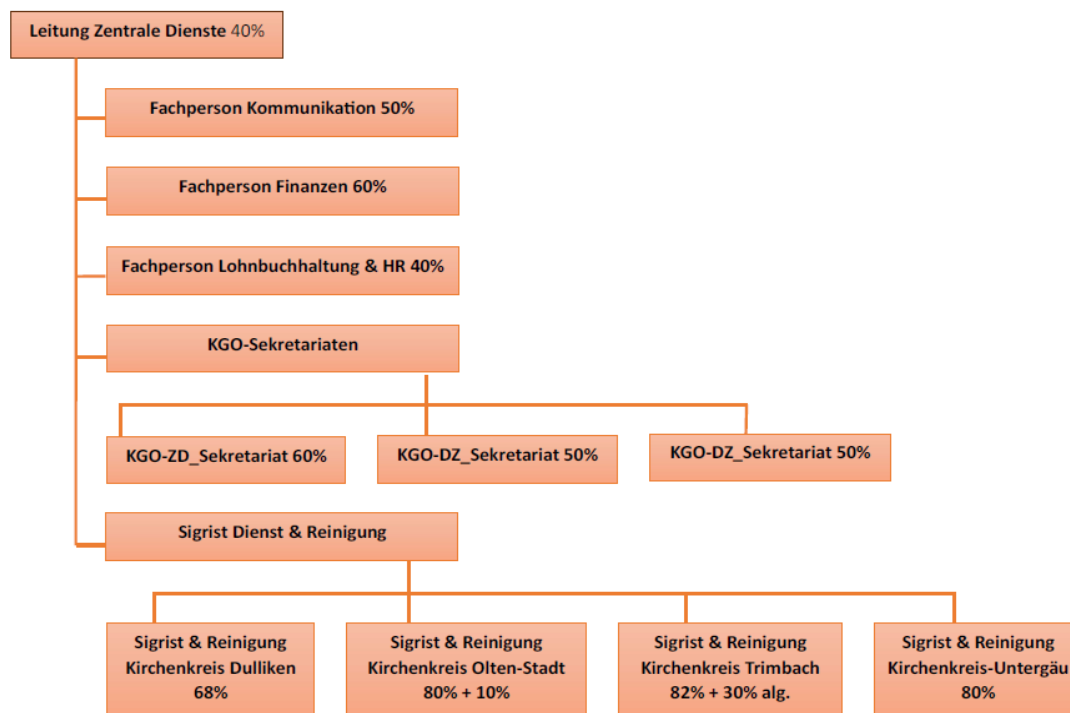 Leitung Zentrale Dienste 40%
Fachperson Kommunikation 50%
Fachperson Finanzen 60%
Fachperson Lohnbuchhaltung & HR 40%
KGO-Sekretariaten
KGO-ZD_Sekretariat 60%
KGO-DZ_Sekretariat 50%
KGO-DZ_Sekretariat 50%
Sigrist Dienst & Reinigung
Sigrist & Reinigung
Kirchenkreis Dulliken
68%
Sigrist & Reinigung
Kirchenkreis Olten-Stadt
80% + 10%
Sigrist & Reinigung
Kirchenkreis Trimbach
82% + 30% alg.
Sigrist & Reinigung
Kirchenkreis-Untergäu
80%